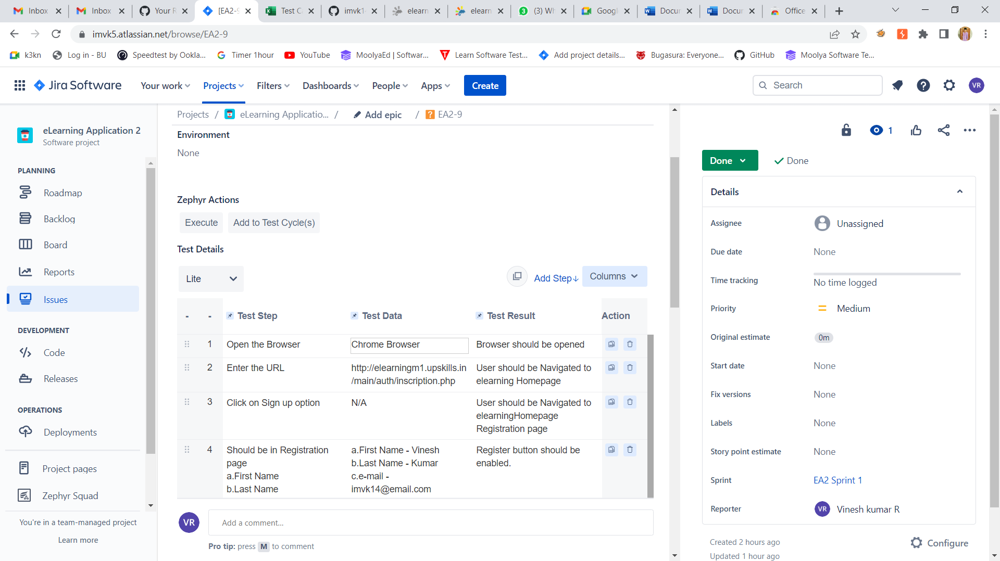 Inbox
Inbox
Your R
[EA2-9
Test Ca
imvk14
elearn
elearn
(3) Wh
Googl
Docum
Docum
Office
imvk5.atlassian.net/browse/EA2-9
k3kn
Log in - BU
Speedtest by Ookla...
Timer 1hour
YouTube
MoolyaEd | Softwar...
Learn Software Test...
Add project details...
Bugasura: Everyone...
GitHub
Moolya Software Te...
Jira Software
Your work
Projects
Filters
Dashboards
People
Apps
Create
Search
VR
eLearning Application 2
Software project
PLANNING
Roadmap
Backlog
Board
Reports
Issues
DEVELOPMENT
Code
Releases
OPERATIONS
Deployments
Project pages
Zephyr Squad
You're in a team-managed project
Learn more
Projects / eLearning Applicatio... / Add epic / EA2-9
Environment
None
Zephyr Actions
Execute
Add to Test Cycle(s)
Test Details
Lite
Add Step↓
Columns
- - Test Step Test Data Test Result Action
1 Open the Browser Chrome Browser Browser should be opened
2 Enter the URL http://elearningm1.upskills.in User should be Navigated to
/main/auth/inscription.php elearning Homepage
3 Click on Sign up option N/A User should be Navigated to
elearningHomepage
Registration page
4 Should be in Registration a.First Name - Vinesh Register button should be
page b.Last Name - Kumar enabled.
a.First Name c.e-mail -
b.Last Name imvk14@email.com
VR
Add a comment...
Pro tip: press M to comment
1
Done
Done
Details
Assignee Unassigned
Due date None
Time tracking No time logged
Priority Medium
Original estimate 0m
Start date None
Fix versions None
Labels None
Story point estimate None
Sprint EA2 Sprint 1
Reporter VR Vinesh kumar R
Created 2 hours ago
Updated 1 hour ago
Configure